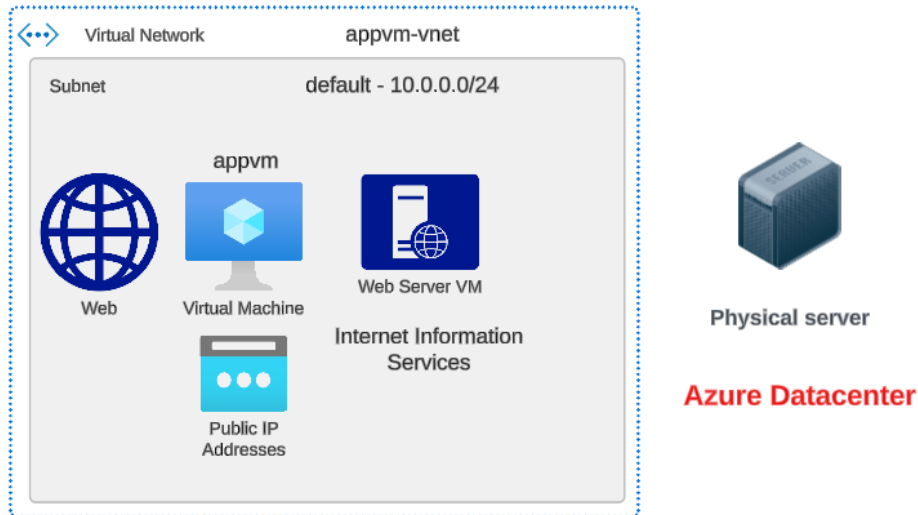 Virtual Network
appvm-vnet
Subnet
default - 10.0.0.0/24
appvm
Web
Virtual Machine
Web Server VM
Internet Information
Services
Public IP
Addresses
SERVER
Physical server
Azure Datacenter